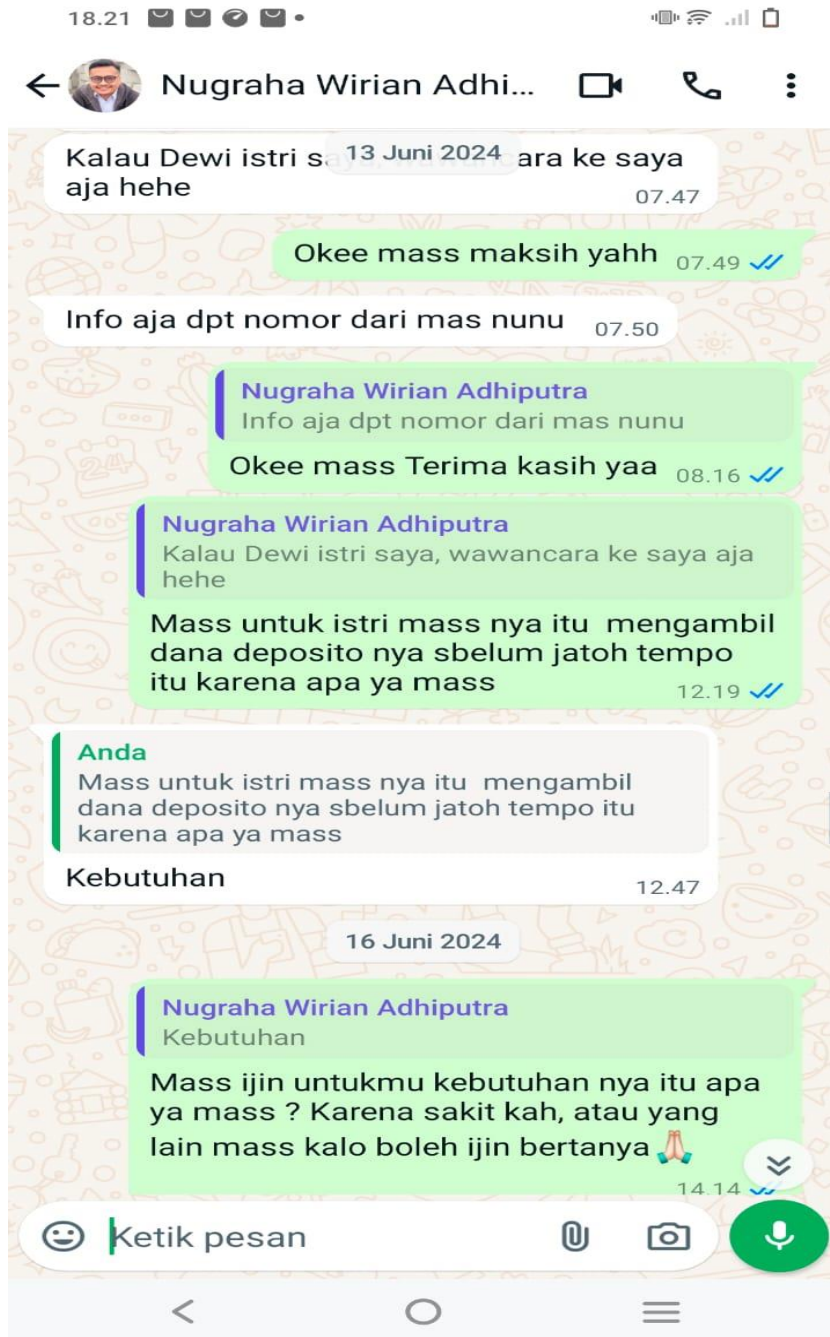 18.21
Nugraha Wirian Adhi...
13 Juni 2024
Kalau Dewi istri sa ara ke saya
aja hehe
07.47
Okee mass maksih yahh 07.49
Info aja dpt nomor dari mas nunu 07.50
Nugraha Wirian Adhiputra
Info aja dpt nomor dari mas nunu
Okee mass Terima kasih yaa 08.16
Nugraha Wirian Adhiputra
Kalau Dewi istri saya, wawancara ke saya aja
hehe
Mass untuk istri mass nya itu mengambil
dana deposito nya sbelum jatoh tempo
itu karena apa ya mass 12.19
Anda
Mass untuk istri mass nya itu mengambil
dana deposito nya sbelum jatoh tempo itu
karena apa ya mass
Kebutuhan 12.47
16 Juni 2024
Nugraha Wirian Adhiputra
Kebutuhan
Mass ijin untukmu kebutuhan nya itu apa
ya mass ? Karena sakit kah, atau yang
lain mass kalo boleh ijin bertanya 🙏🏻
14.14
Ketik pesan